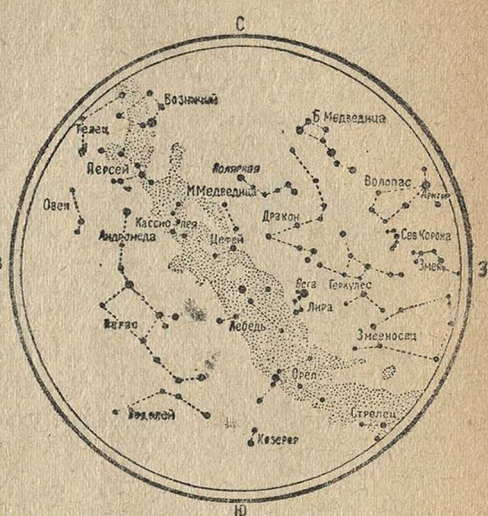 С
Возничий
Телец
Б Медведица
Персей
Полярная
М Медведица
Волопас
Овен
Арктур
Дракон
Кассиопея
Андромеда
Цефей
Сев Корона
Змея
З
Вега
Геркулес
Лира
Пегас
Лебедь
Змееносец
Орел
Водолей
Стрелец
Козерог
Ю